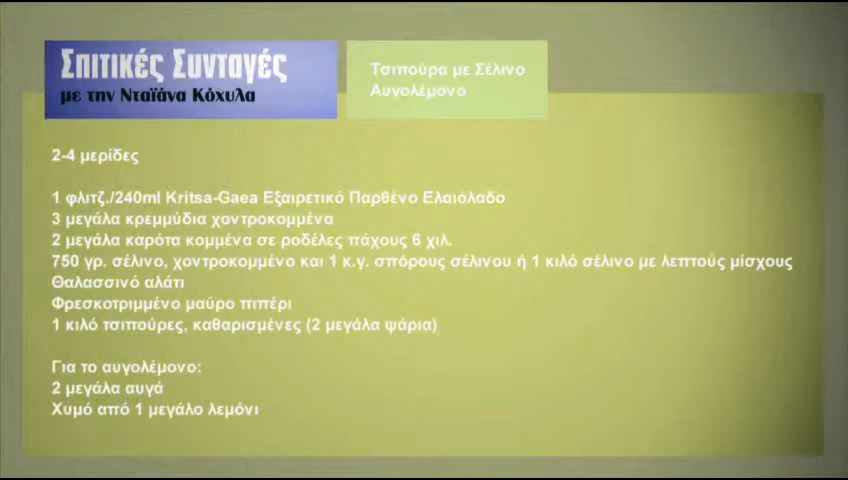 Σπιτικές Συνταγές
με την Νταϊάνα Κόχυλα
Τσιπούρα με Σέλινο
Αυγολέμονο
2-4 μερίδες
1 φλιτζ./240ml Kritsa-Gaea Εξαιρετικό Παρθένο Ελαιόλαδο
3 μεγάλα κρεμμύδια χοντροκομμένα
2 μεγάλα καρότα κομμένα σε ροδέλες πάχους 6 χιλ.
750 γρ. σέλινο, χοντροκομμένο και 1 κ.γ. σπόρους σέλινου ή 1 κιλό σέλινο με λεπτούς μίσχους
Θαλασσινό αλάτι
Φρεσκοτριμμένο μαύρο πιπέρι
1 κιλό τσιπούρες, καθαρισμένες (2 μεγάλα ψάρια)
Για το αυγολέμονο:
2 μεγάλα αυγά
Χυμό από 1 μεγάλο λεμόνι